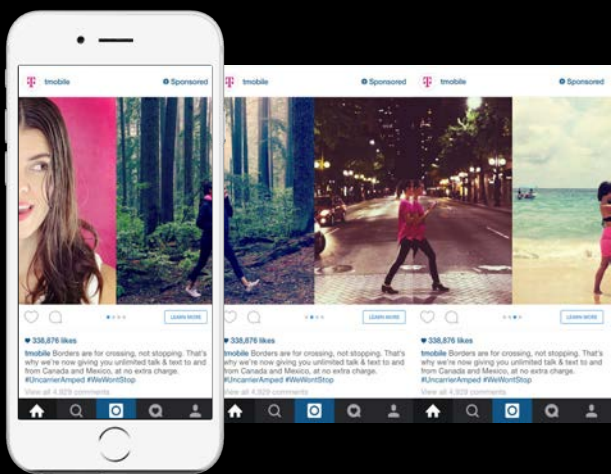 tmobile Sponsored
LEARN MORE
338,876 likes
tmobile Borders are for crossing, not stopping. That's
why we're now giving you unlimited talk & text to and
from Canada and Mexico, at no extra charge.
#UncarrierAmped #WeWontStop
View all 4,929 comments
tmobile Sponsored
LEARN MORE
338,876 likes
tmobile Borders are for crossing, not stopping. That's
why we're now giving you unlimited talk & text to and
from Canada and Mexico, at no extra charge.
#UncarrierAmped #WeWontStop
View all 4,929 comments
tmobile Sponsored
LEARN MORE
338,876 likes
tmobile Borders are for crossing, not stopping. That's
why we're now giving you unlimited talk & text to and
from Canada and Mexico, at no extra charge.
#UncarrierAmped #WeWontStop
View all 4,929 comments